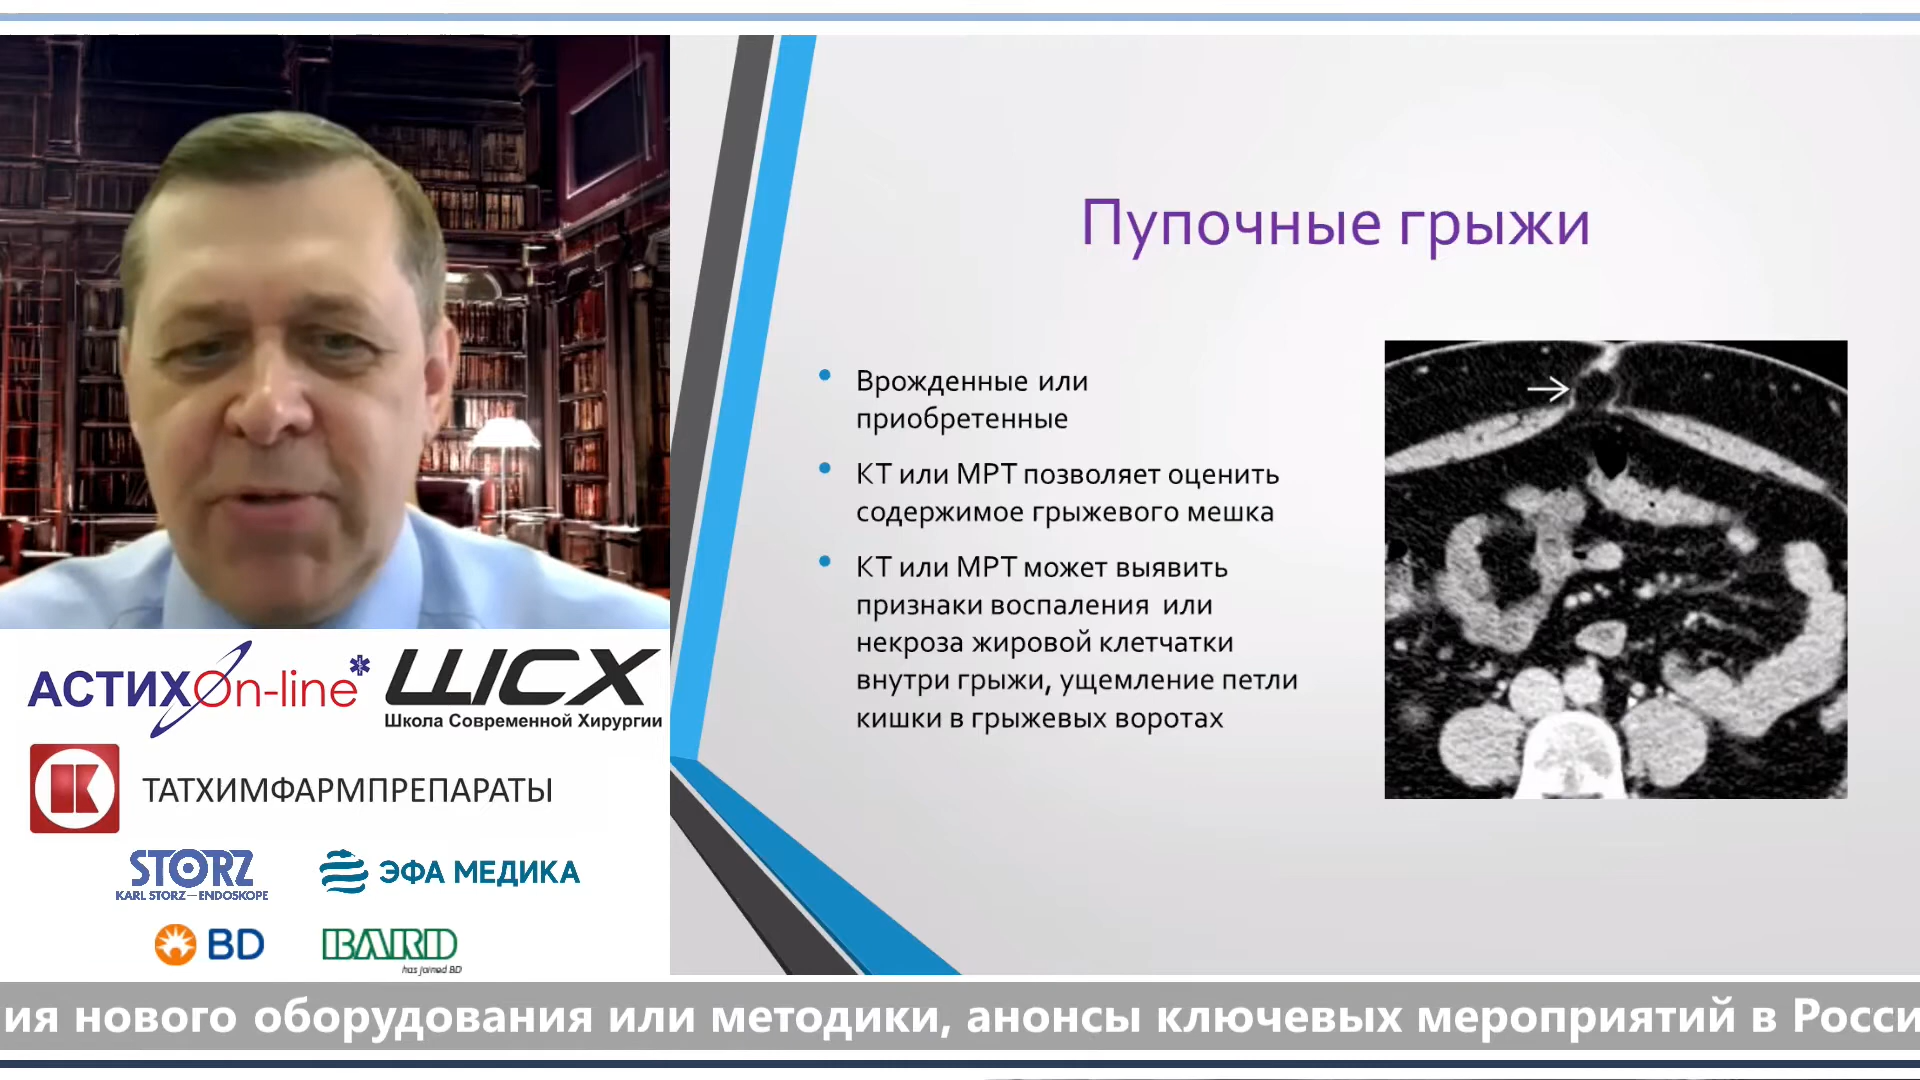 Пупочные грыжи
Врожденные или
приобретенные
КТ или МРТ позволяет оценить
содержимое грыжевого мешка
КТ или МРТ может выявить
признаки воспаления или
некроза жировой клетчатки
внутри грыжи, ущемление петли
кишки в грыжевых воротах
АСТИХ On-line
ШСХ
Школа Современной Хирургии
ТАТХИМФАРМПРЕПАРАТЫ
STORZ
KARL STORZ—ENDOSKOPE
ЭФА МЕДИКА
BD
BARD
has joined BD
ия нового оборудования или методики, анонсы ключевых мероприятий в Росси